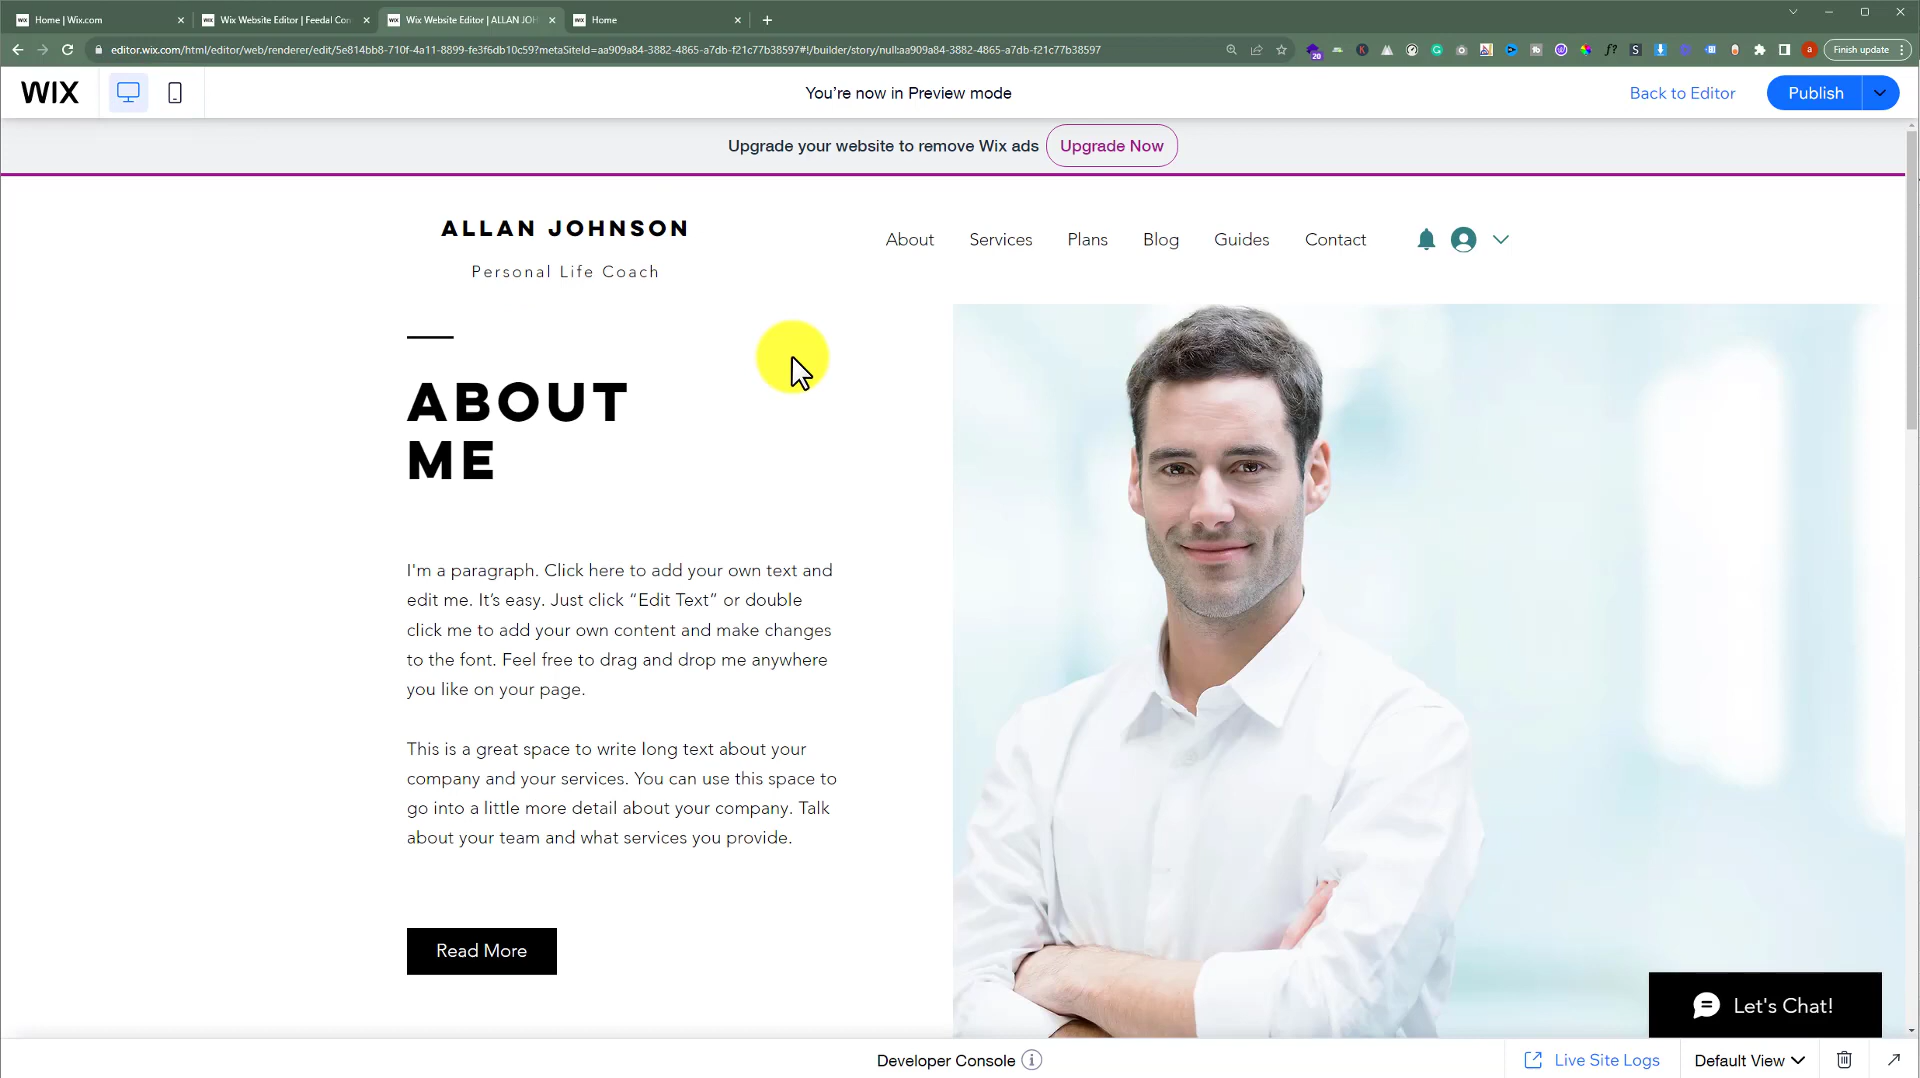 Home | Wix.com
Wix Website Editor | Feedal Con
Wix Website Editor | ALLAN JOH
Home
editor.wix.com/html/editor/web/renderer/edit/5e814bb8-710f-4a11-8899-fe3f6db10c59?metaSiteId=aa909a84-3882-4865-a7db-f21c77b38597#!/builder/story/null:aa909a84-3882-4865-a7db-f21c77b38597
20
a
Finish update
WIX
You're now in Preview mode
Back to Editor
Publish
Upgrade your website to remove Wix ads
Upgrade Now
ALLAN JOHNSON
Personal Life Coach
About
Services
Plans
Blog
Guides
Contact
ABOUT
ME
I'm a paragraph. Click here to add your own text and
edit me. It’s easy. Just click “Edit Text” or double
click me to add your own content and make changes
to the font. Feel free to drag and drop me anywhere
you like on your page.
This is a great space to write long text about your
company and your services. You can use this space to
go into a little more detail about your company. Talk
about your team and what services you provide.
Read More
Let's Chat!
Developer Console
Live Site Logs
Default View